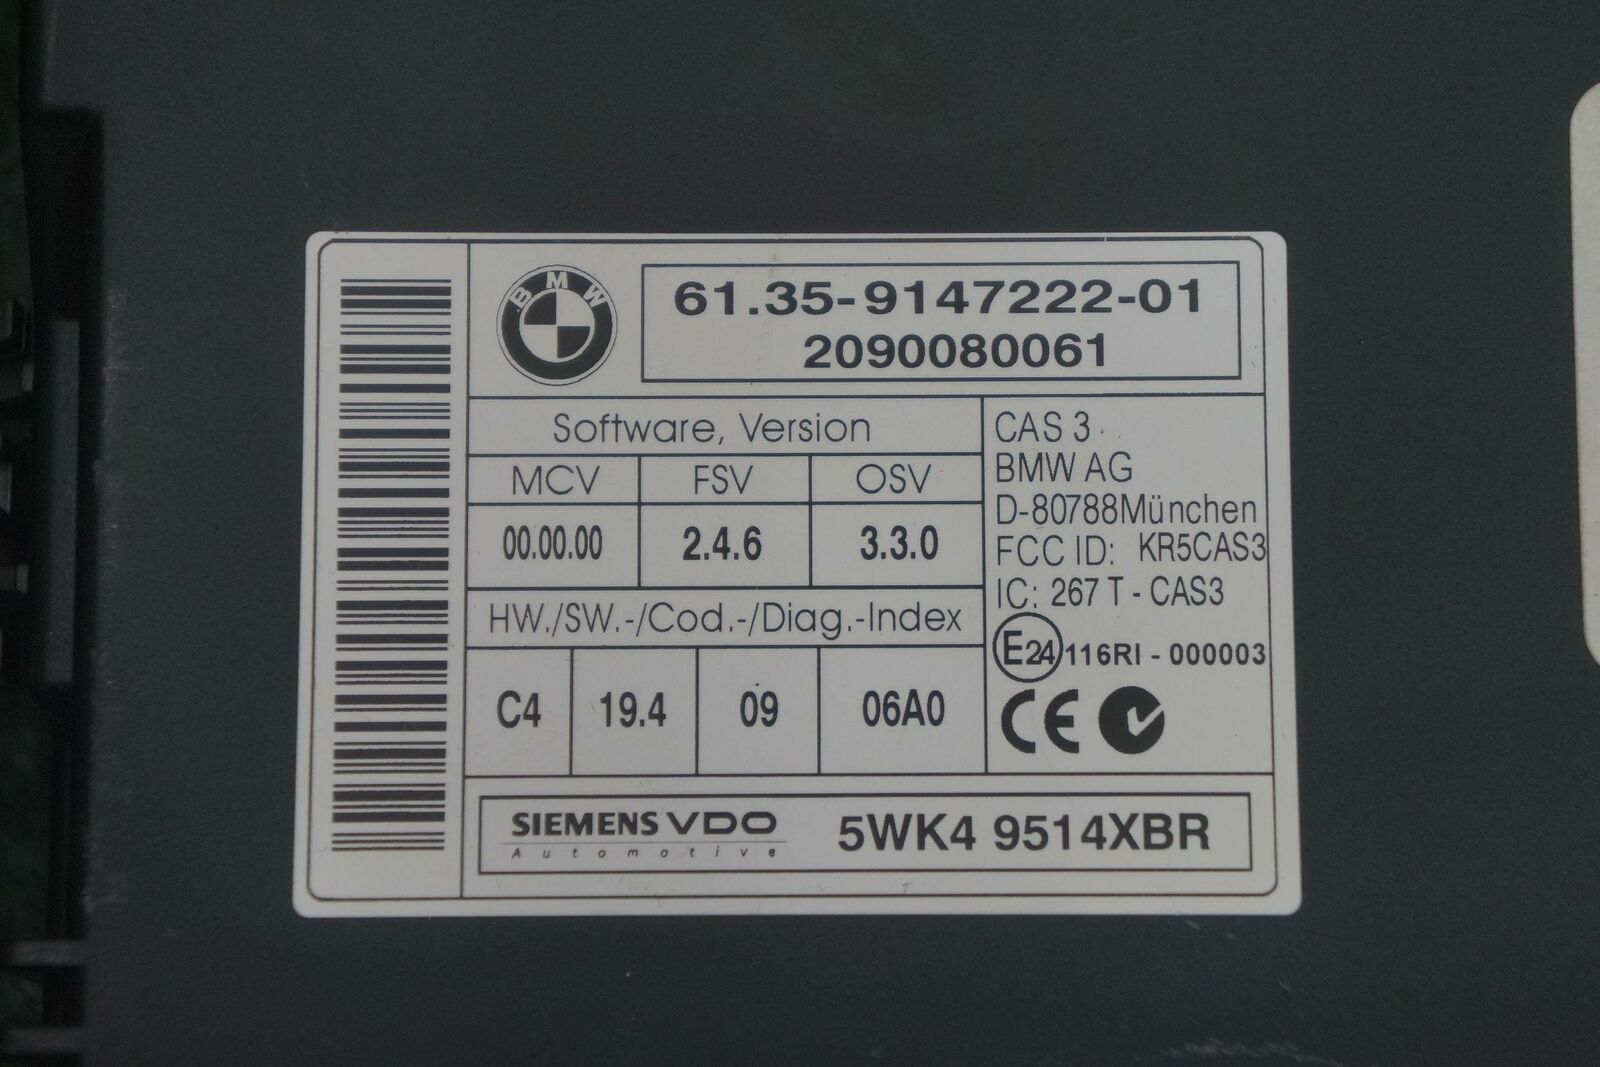 BMW
61.35-9147222-01
2090080061
Software, Version
MCV FSV OSV
00.00.00 2.4.6 3.3.0
HW./SW.-/Cod.-/Diag.-Index
C4 19.4 09 06A0
CAS 3
BMW AG
D-80788München
FCC ID: KR5CAS3
IC: 267 T - CAS3
E24 116RI - 000003
CE
SIEMENS VDO
Automotive
5WK4 9514XBR